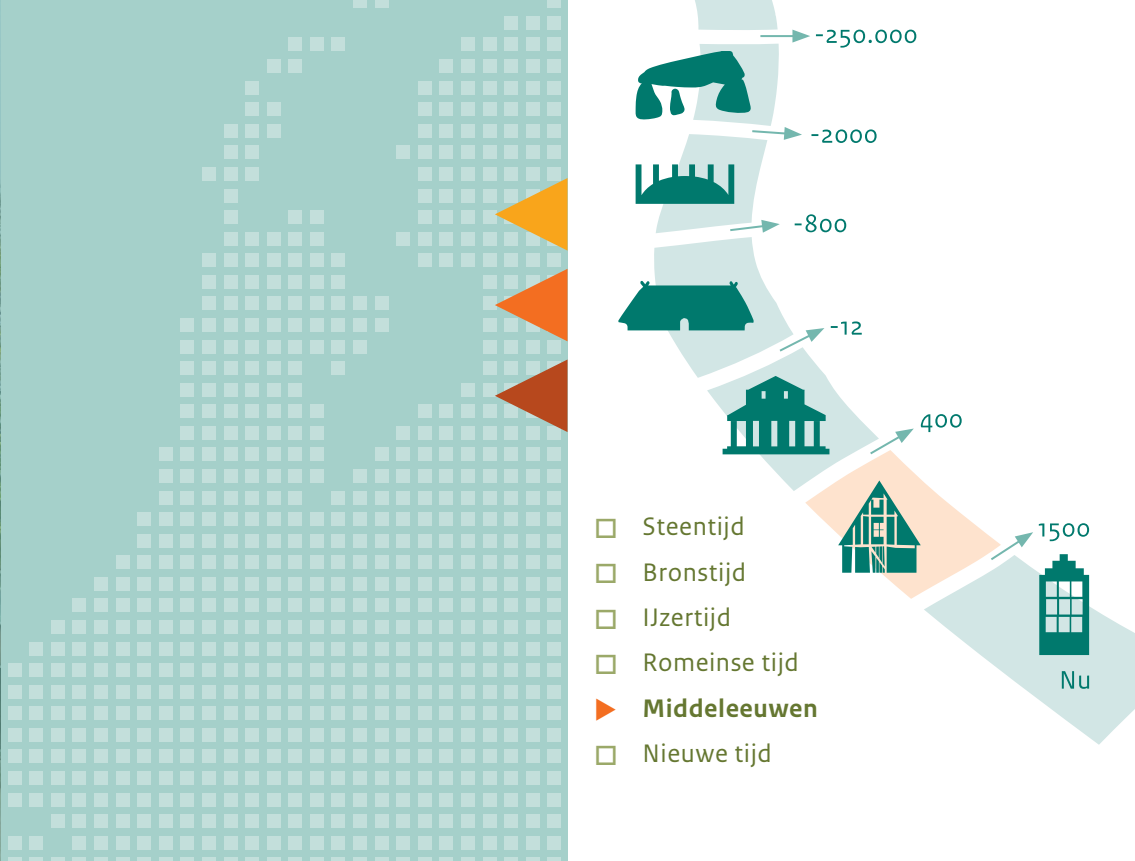 -250.000
-2000
-800
-12
400
1500
Nu
Steentijd
Bronstijd
IJzertijd
Romeinse tijd
Middeleeuwen
Nieuwe tijd